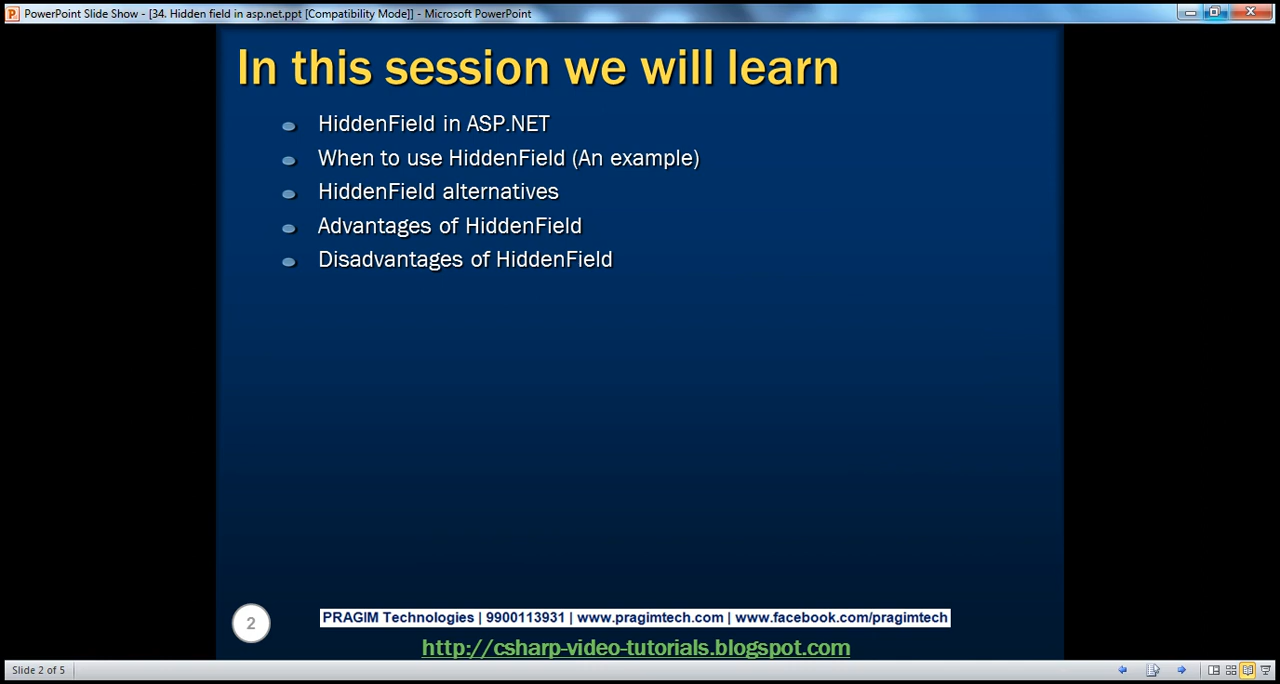 PowerPoint Slide Show - [34. Hidden field in asp.net.ppt [Compatibility Mode]] - Microsoft PowerPoint
In this session we will learn
HiddenField in ASP.NET
When to use HiddenField (An example)
HiddenField alternatives
Advantages of HiddenField
Disadvantages of HiddenField
2
PRAGIM Technologies | 9900113931 | www.pragimtech.com | www.facebook.com/pragimtech
http://csharp-video-tutorials.blogspot.com
Slide 2 of 5